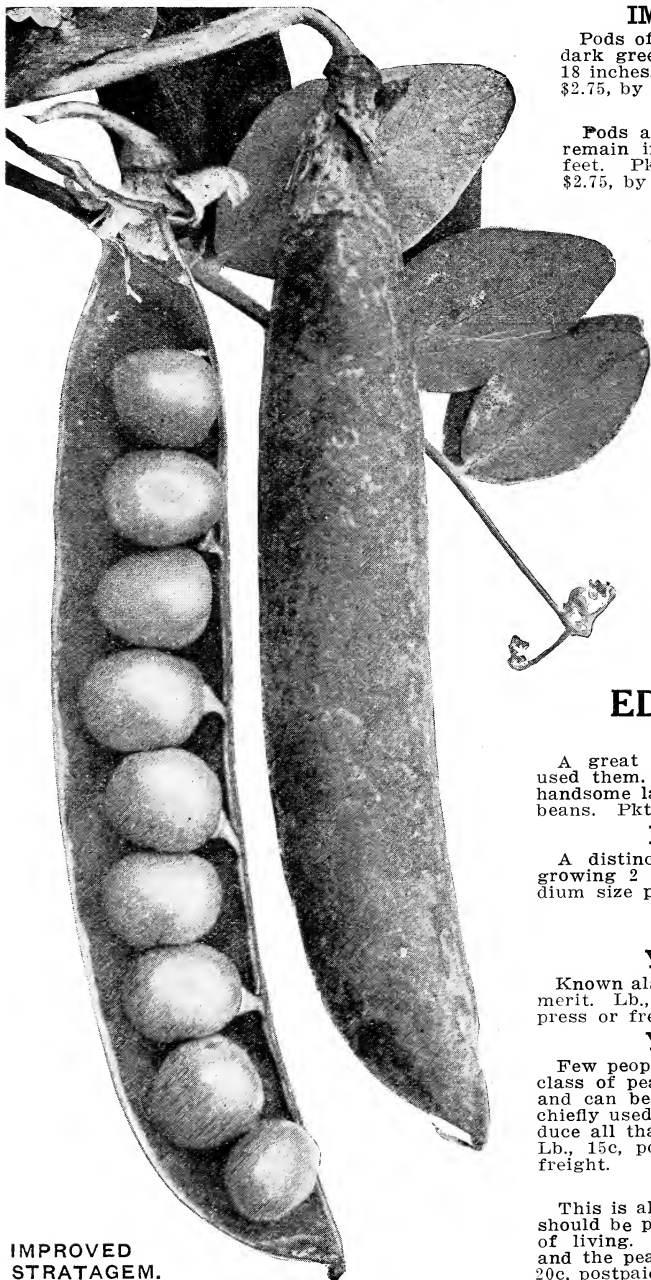 Pods of
dark gree
18 inches.
$2.75, by
Pods a
remain in
feet. Pk
$2.75, by
ED
A great
used them.
handsome la
beans. Pkt
A distinc
growing 2
dium size p
Known als
merit. Lb.,
press or fre
Few peop
class of pea
and can be
chiefly used
duce all tha
Lb., 15c, po
freight.
This is al
should be p
of living.
and the pea
20c, postpaid
IMPROVED
STRATAGEM.